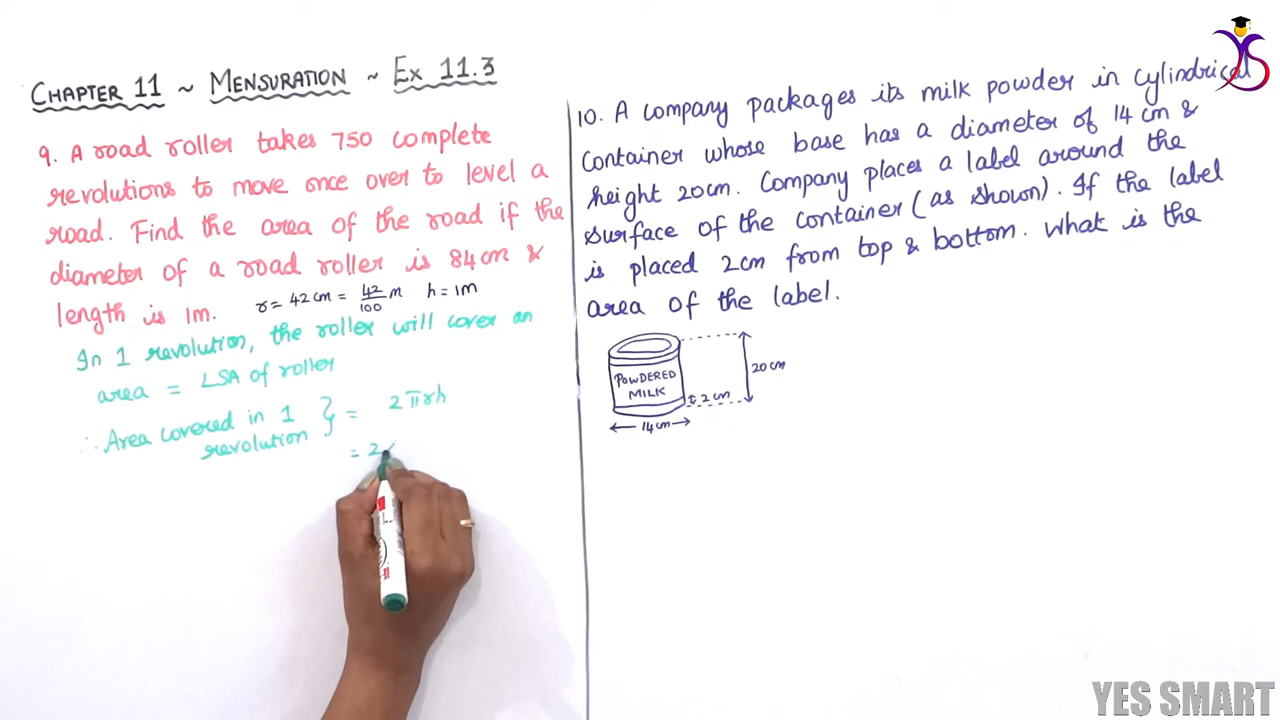 CHAPTER 11 ~ MENSURATION ~ Ex 11.3
9. A road roller takes 750 complete
revolutions to move once over to level a
road. Find the area of the road if the
diameter of a road roller is 84cm &
length is 1m.
r = 42cm = 42/100 m h = 1m
In 1 revolution, the roller will cover an
area = LSA of roller
∴ Area covered in 1
revolution } = 2πrh
= 2
10. A company packages its milk powder in cylindrical
container whose base has a diameter of 14 cm &
height 20cm. Company places a label around the
surface of the container (as shown). If the label
is placed 2cm from top & bottom. What is the
area of the label.
POWDERED
MILK
20cm
2cm
14cm
YES SMART